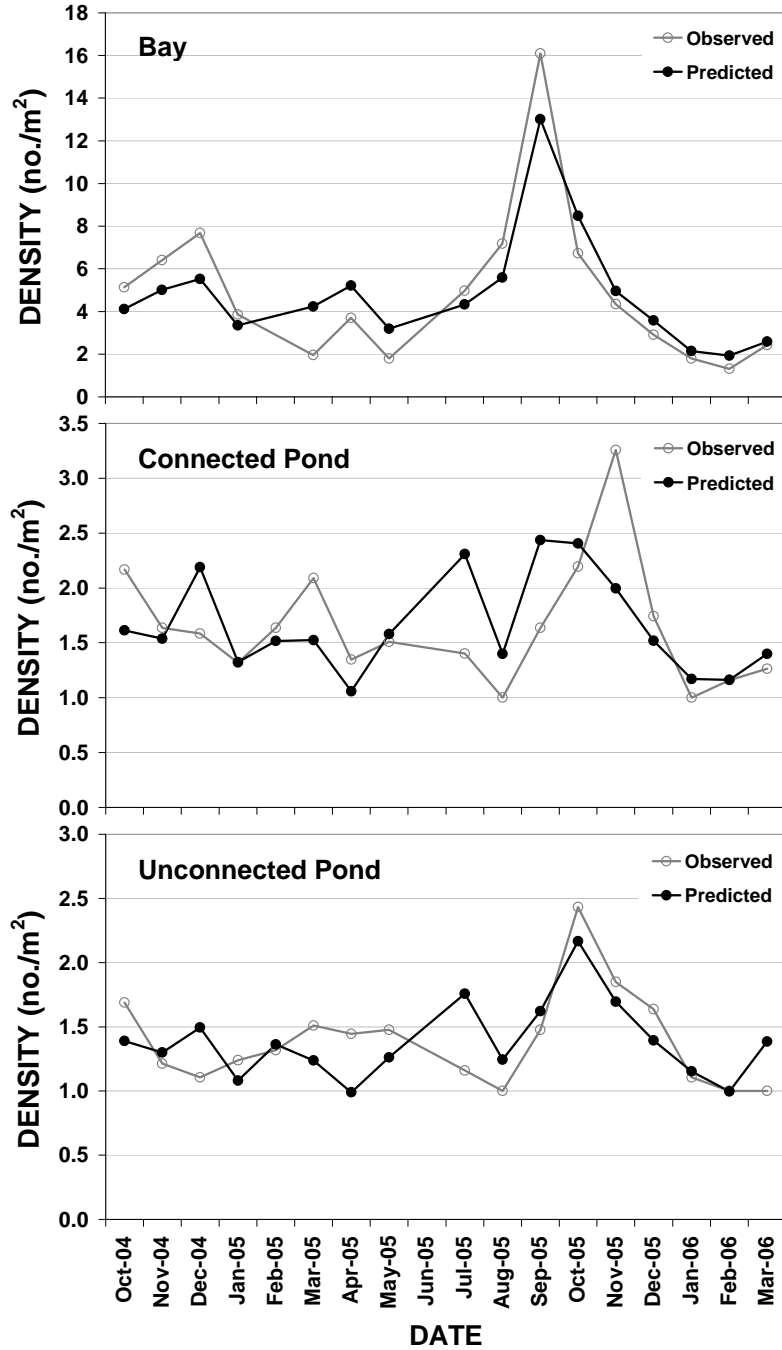 Bay
Observed
Predicted
DENSITY (no./m²)
18
16
14
12
10
8
6
4
2
0
Connected Pond
Observed
Predicted
DENSITY (no./m²)
3.5
3.0
2.5
2.0
1.5
1.0
0.5
0.0
Unconnected Pond
Observed
Predicted
DENSITY (no./m²)
3.0
2.5
2.0
1.5
1.0
0.5
0.0
Oct-04
Nov-04
Dec-04
Jan-05
Feb-05
Mar-05
Apr-05
May-05
Jun-05
Jul-05
Aug-05
Sep-05
Oct-05
Nov-05
Dec-05
Jan-06
Feb-06
Mar-06
DATE